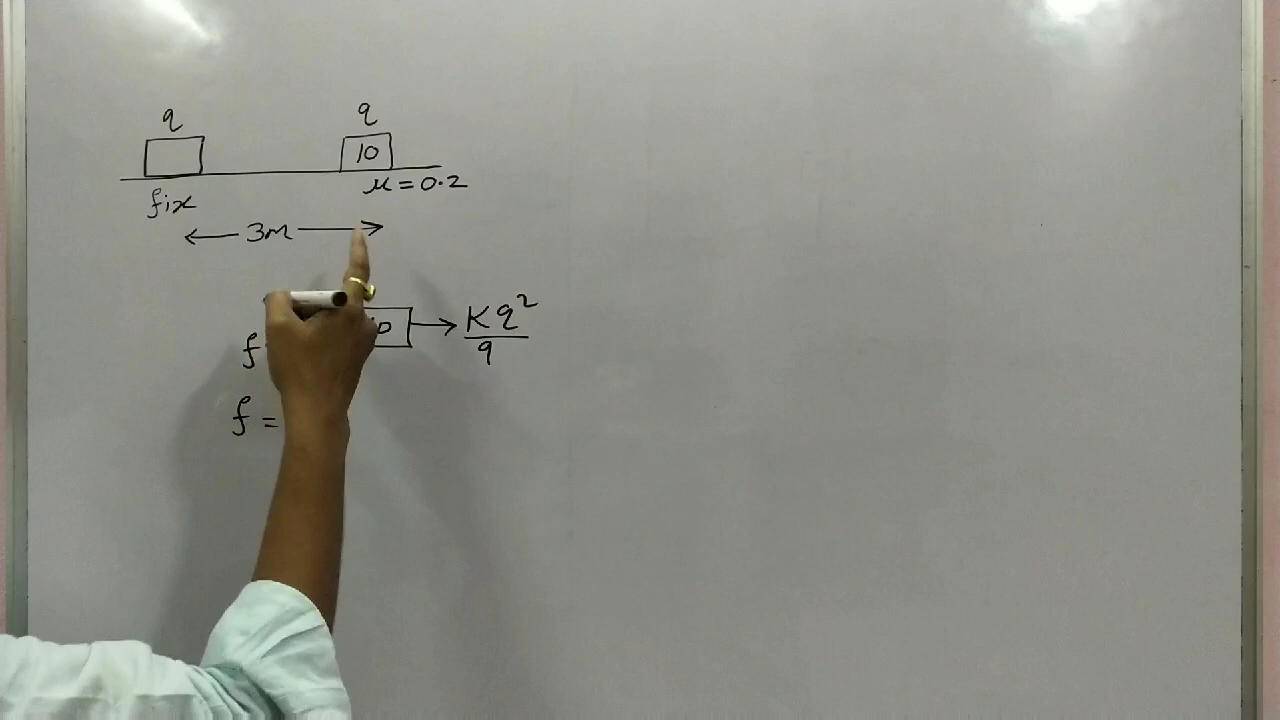 q q
10
fix μ = 0.2
3m
f Kq²/9
f =